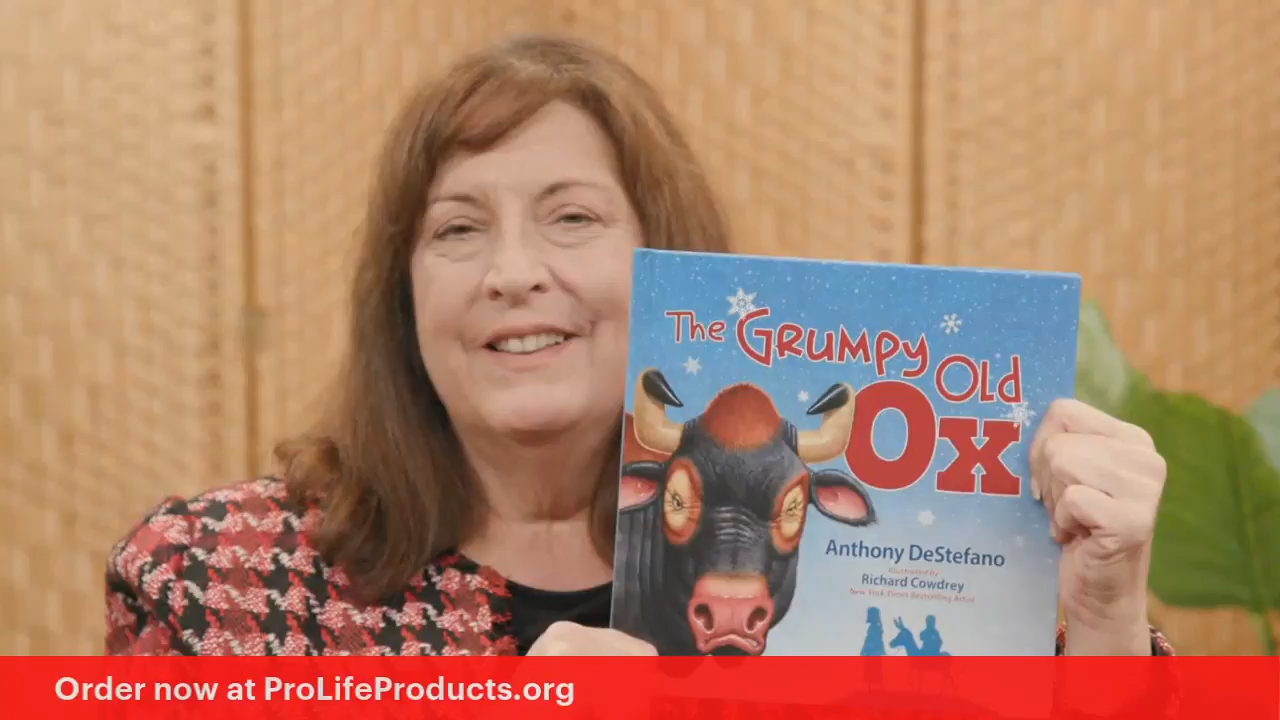 The GRUMPY OLD
OX
Anthony DeStefano
Illustrated by
Richard Cowdrey
New York Times Bestselling Artist
Order now at ProLifeProducts.org